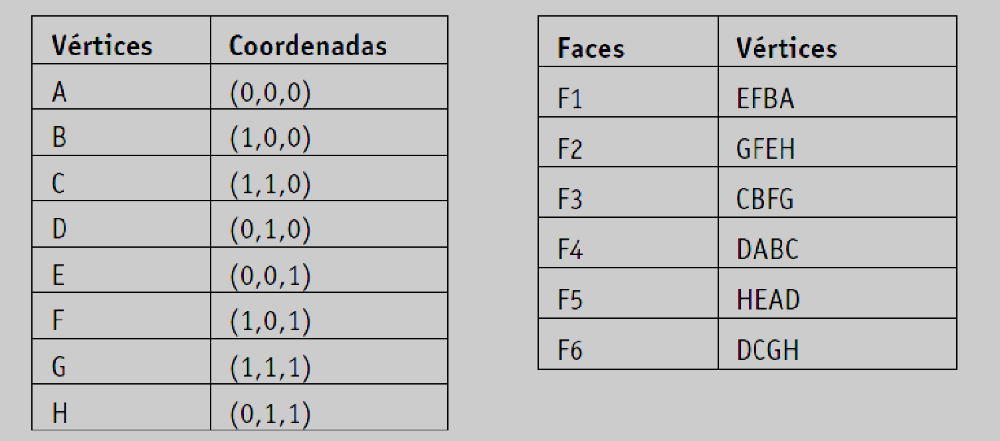 Vértices Coordenadas
A (0,0,0)
B (1,0,0)
C (1,1,0)
D (0,1,0)
E (0,0,1)
F (1,0,1)
G (1,1,1)
H (0,1,1)
Faces Vértices
F1 EFBA
F2 GFEH
F3 CBFG
F4 DABC
F5 HEAD
F6 DCGH